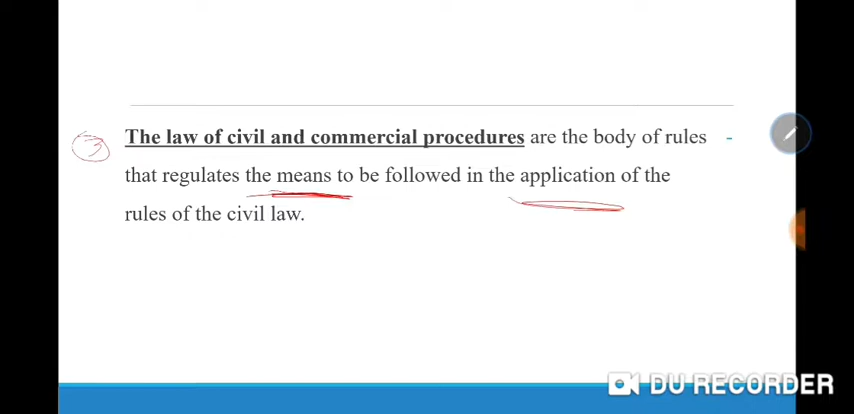 3 The law of civil and commercial procedures are the body of rules -
that regulates the means to be followed in the application of the
rules of the civil law.
DU RECORDER